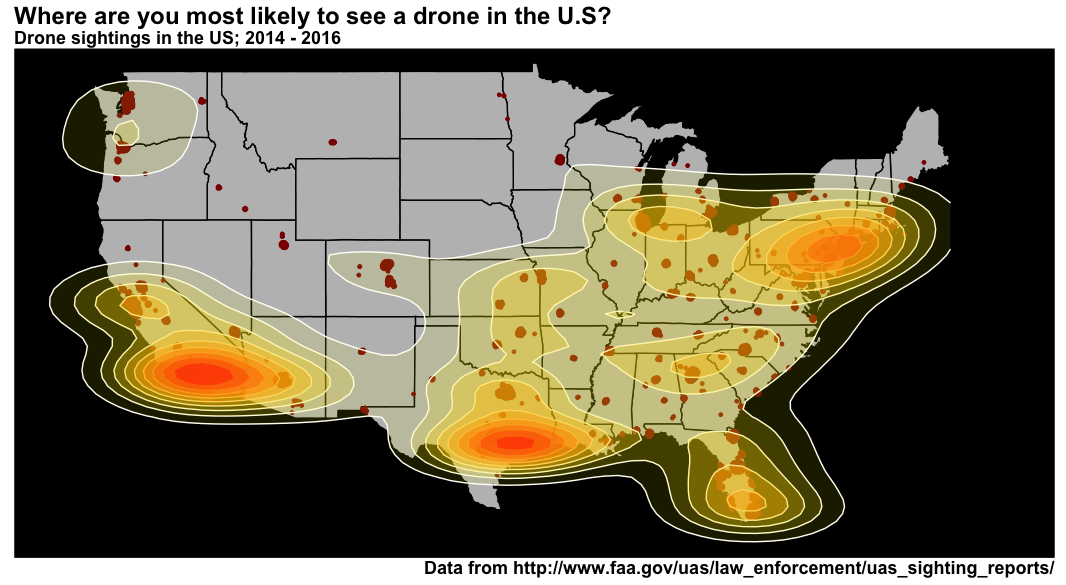 Where are you most likely to see a drone in the U.S?
Drone sightings in the US; 2014 - 2016
Data from http://www.faa.gov/uas/law_enforcement/uas_sighting_reports/